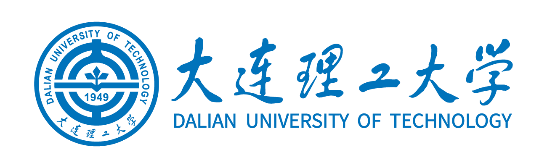 DALIAN UNIVERSITY OF TECHNOLOGY
1949
大连理工大学
大连理工大学
DALIAN UNIVERSITY OF TECHNOLOGY